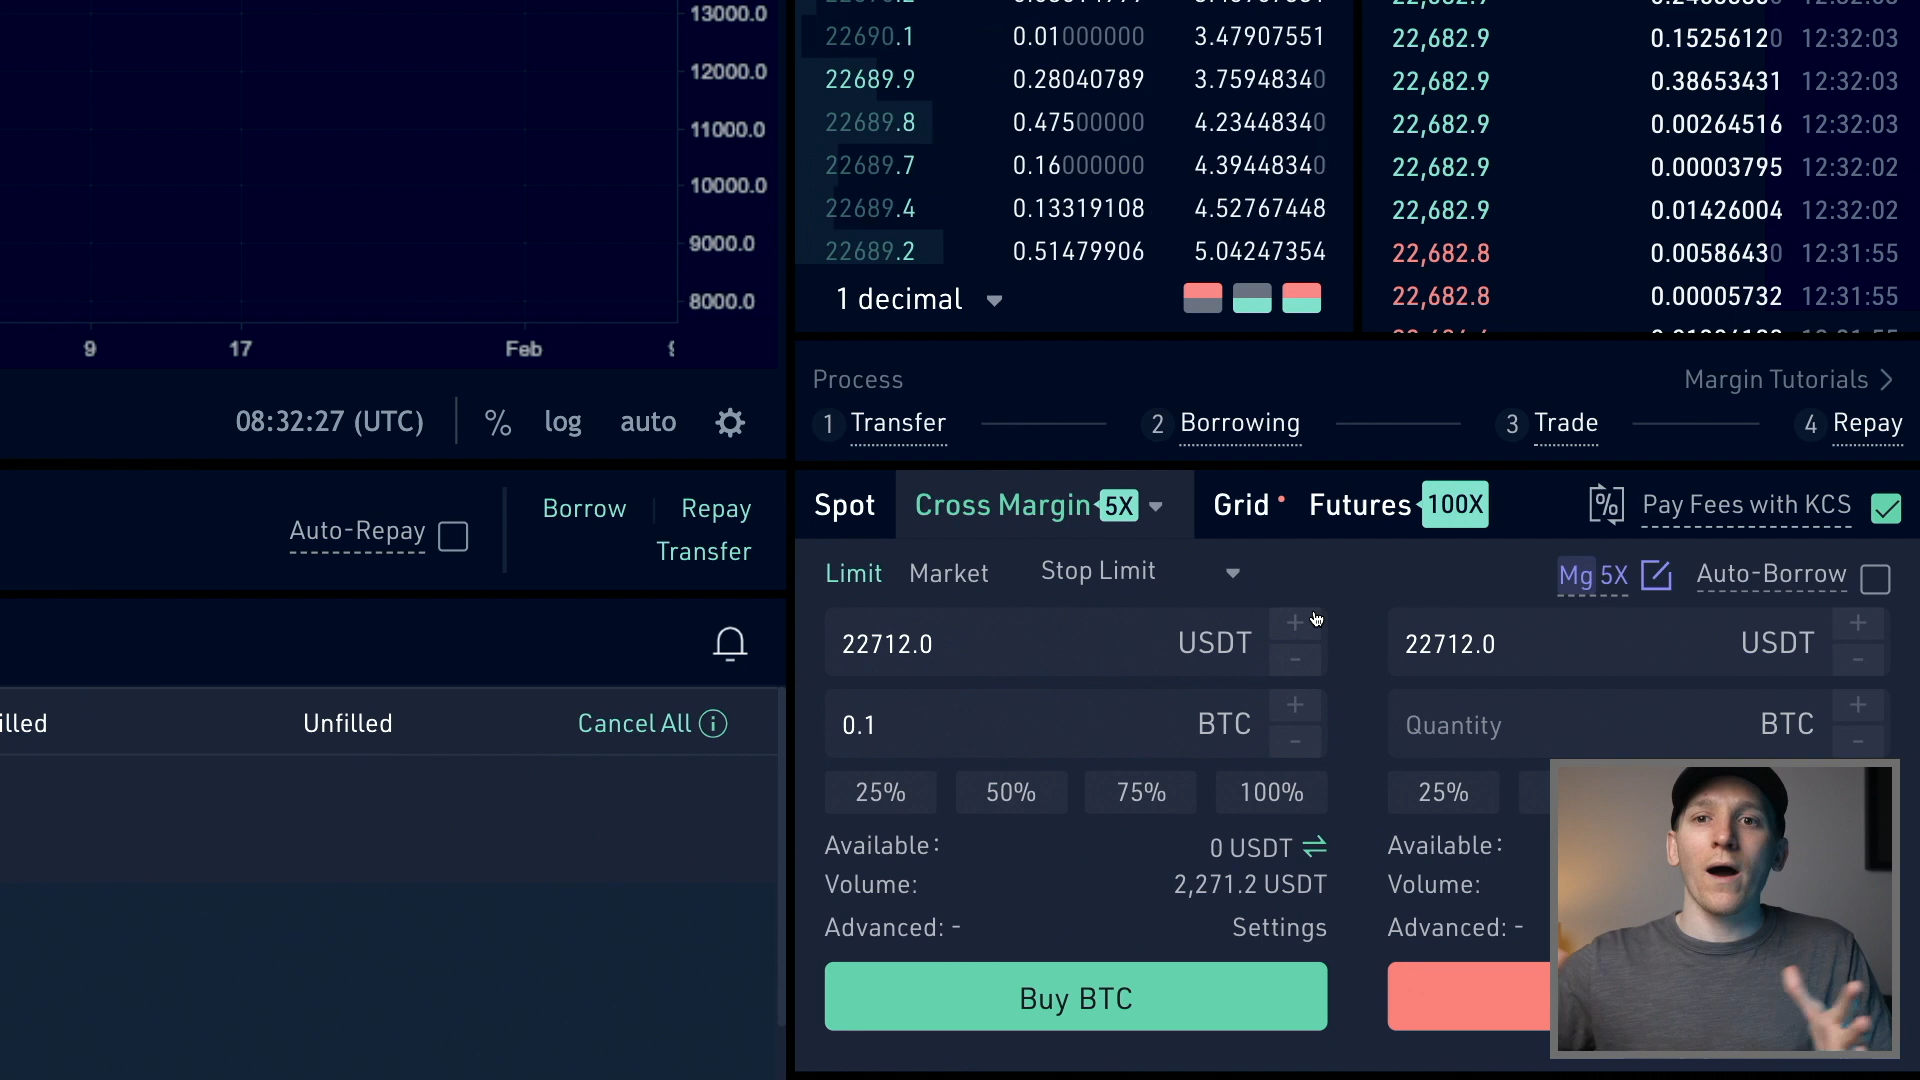 13000.0
12000.0
11000.0
10000.0
9000.0
8000.0
9 17 Feb
08:32:27 (UTC) % log auto
22690.1 0.01000000 3.47907551
22689.9 0.28040789 3.75948340
22689.8 0.47500000 4.23448340
22689.7 0.16000000 4.39448340
22689.4 0.13319108 4.52767448
22689.2 0.51479906 5.04247354
1 decimal
22,682.9 0.15256120 12:32:03
22,682.9 0.38653431 12:32:03
22,682.9 0.00264516 12:32:03
22,682.9 0.00003795 12:32:02
22,682.9 0.01426004 12:32:02
22,682.8 0.00586430 12:31:55
22,682.8 0.00005732 12:31:55
Process Margin Tutorials
1 Transfer 2 Borrowing 3 Trade 4 Repay
Auto-Repay Borrow Repay
Transfer
illed Unfilled Cancel All
Spot Cross Margin 5X Grid Futures 100X Pay Fees with KCS
Limit Market Stop Limit Mg 5X Auto-Borrow
22712.0 USDT + -
0.1 BTC + -
25% 50% 75% 100%
Available: 0 USDT
Volume: 2,271.2 USDT
Advanced: - Settings
Buy BTC
22712.0 USDT + -
Quantity BTC + -
25%
Available:
Volume:
Advanced: -